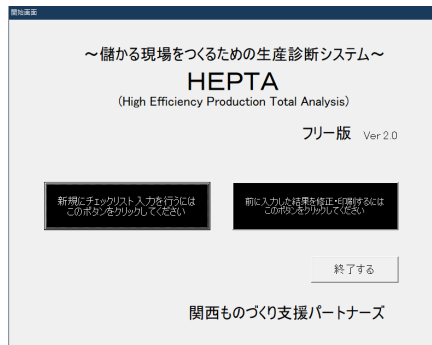 開始画面
～儲かる現場をつくるための生産診断システム～
HEPTA
(High Efficiency Production Total Analysis)
フリー版 Ver 2.0
新規にチェックリスト入力を行うには
このボタンをクリックしてください
前に入力した結果を修正・印刷するには
このボタンをクリックしてください
終了する
関西ものづくり支援パートナーズ